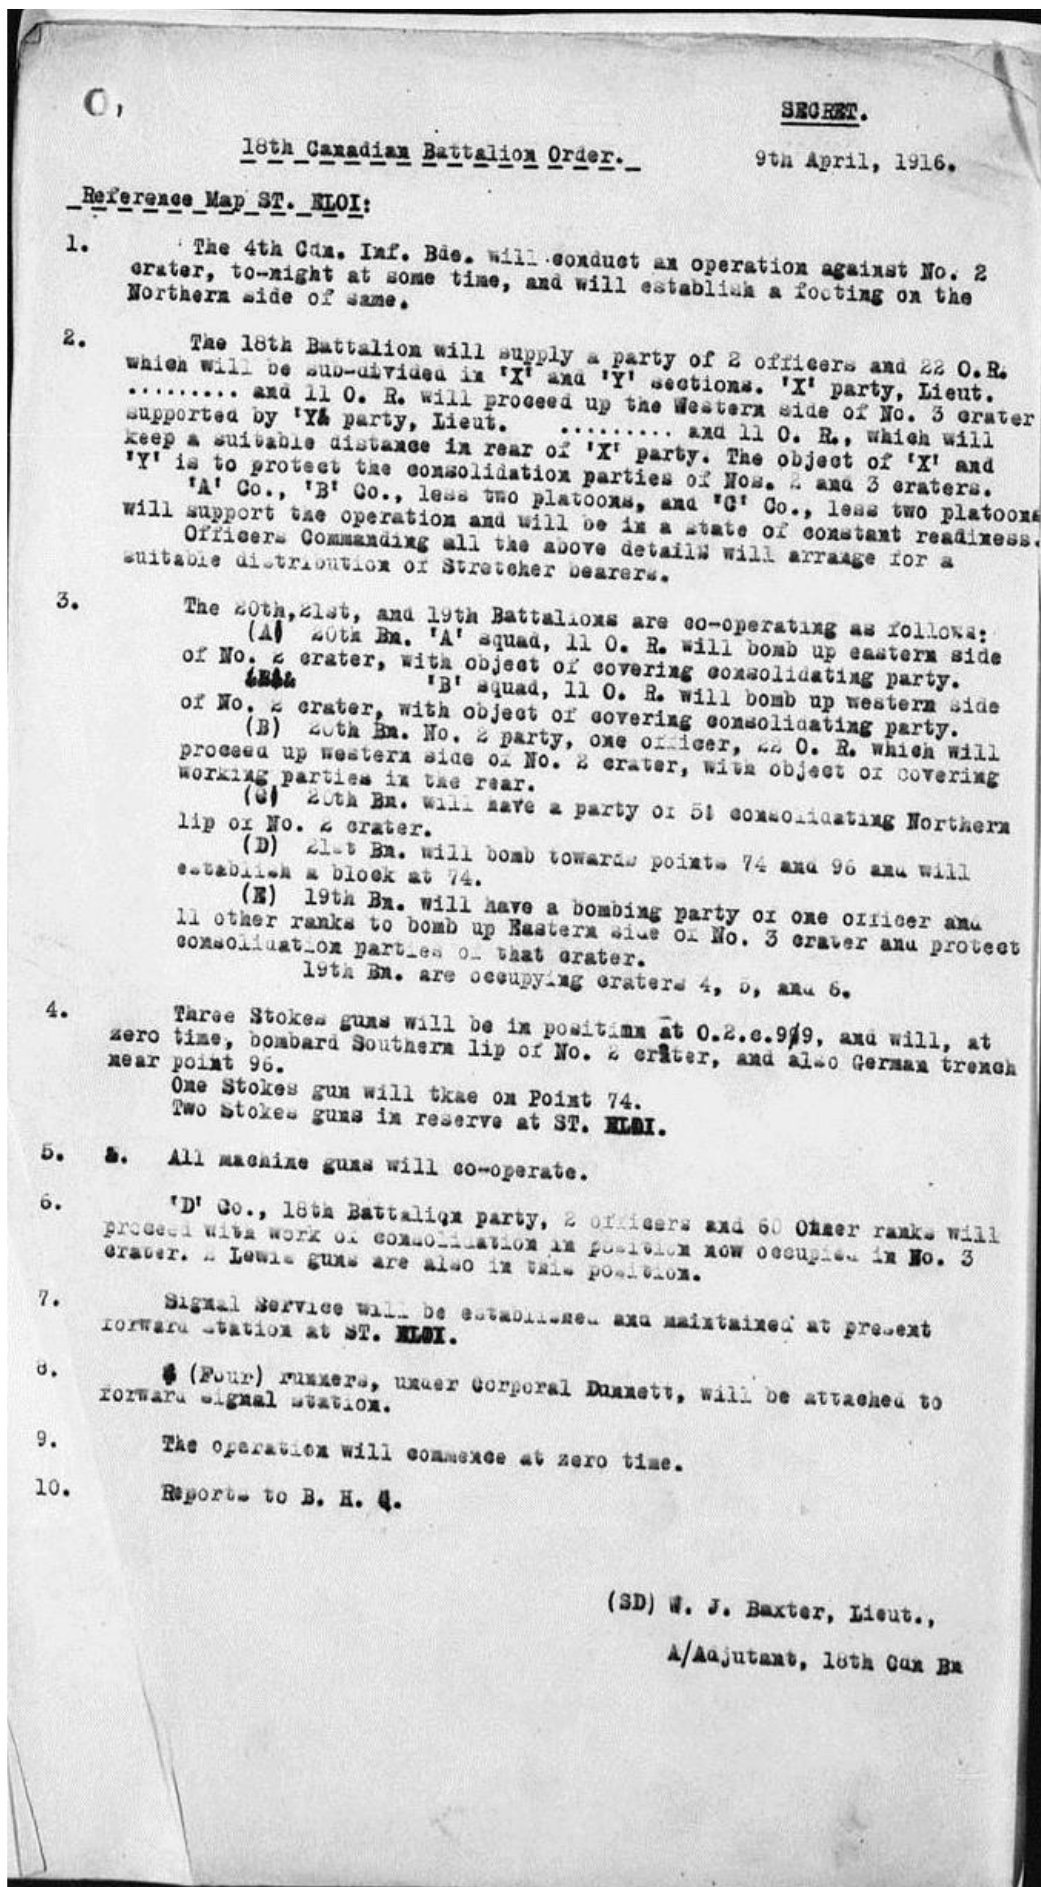 O,
SECRET.
18th Canadian Battalion Order.
9th April, 1916.
Reference Map ST. ELOI:
1. The 4th Cdn. Inf. Bde. will conduct an operation against No. 2
crater, to-night at some time, and will establish a footing on the
Northern side of same.
2. The 18th Battalion will supply a party of 2 officers and 22 O.R.
which will be sub-divided in 'X' and 'Y' sections. 'X' party, Lieut.
......... and 11 O. R. will proceed up the Western side of No. 3 crater
supported by 'Y' party, Lieut. ......... and 11 O. R., which will
keep a suitable distance in rear of 'X' party. The object of 'X' and
'Y' is to protect the consolidation parties of Nos. 2 and 3 craters.
'A' Co., 'B' Co., less two platoons, and 'C' Co., less two platoons
will support the operation and will be in a state of constant readiness.
Officers Commanding all the above details will arrange for a
suitable distribution of Stretcher bearers.
3. The 20th,21st, and 19th Battalions are co-operating as follows:
(A) 20th Bn. 'A' squad, 11 O. R. will bomb up eastern side
of No. 2 crater, with object of covering consolidating party.
'B' squad, 11 O. R. will bomb up western side
of No. 2 crater, with object of covering consolidating party.
(B) 20th Bn. No. 2 party, one officer, 22 O. R. which will
proceed up western side of No. 2 crater, with object of covering
working parties in the rear.
(C) 20th Bn. will have a party of consolidating Northern
lip of No. 2 crater.
(D) 21st Bn. will bomb towards points 74 and 96 and will
establish a block at 74.
(E) 19th Bn. will have a bombing party of one officer and
11 other ranks to bomb up Eastern side of No. 3 crater and protect
consolidation parties of that crater.
19th Bn. are occupying craters 4, 5, and 6.
4. Three Stokes guns will be in position at O.2.c.9/9, and will, at
zero time, bombard Southern lip of No. 2 crater, and also German trench
near point 96.
One Stokes gun will tkae on Point 74.
Two Stokes guns in reserve at ST. ELOI.
5. All machine guns will co-operate.
6. 'D' Co., 18th Battalion party, 2 officers and 60 Other ranks will
proceed with work of consolidation in position now occupied in No. 3
crater. 2 Lewis guns are also in this position.
7. Signal Service will be established and maintained at present
forward station at ST. ELOI.
8. 4 (Four) runners, under Corporal Dunnett, will be attached to
forward signal station.
9. The operation will commence at zero time.
10. Reports to B. H. Q.
(SD) W. J. Baxter, Lieut.,
A/Adjutant, 18th Cdn Bn